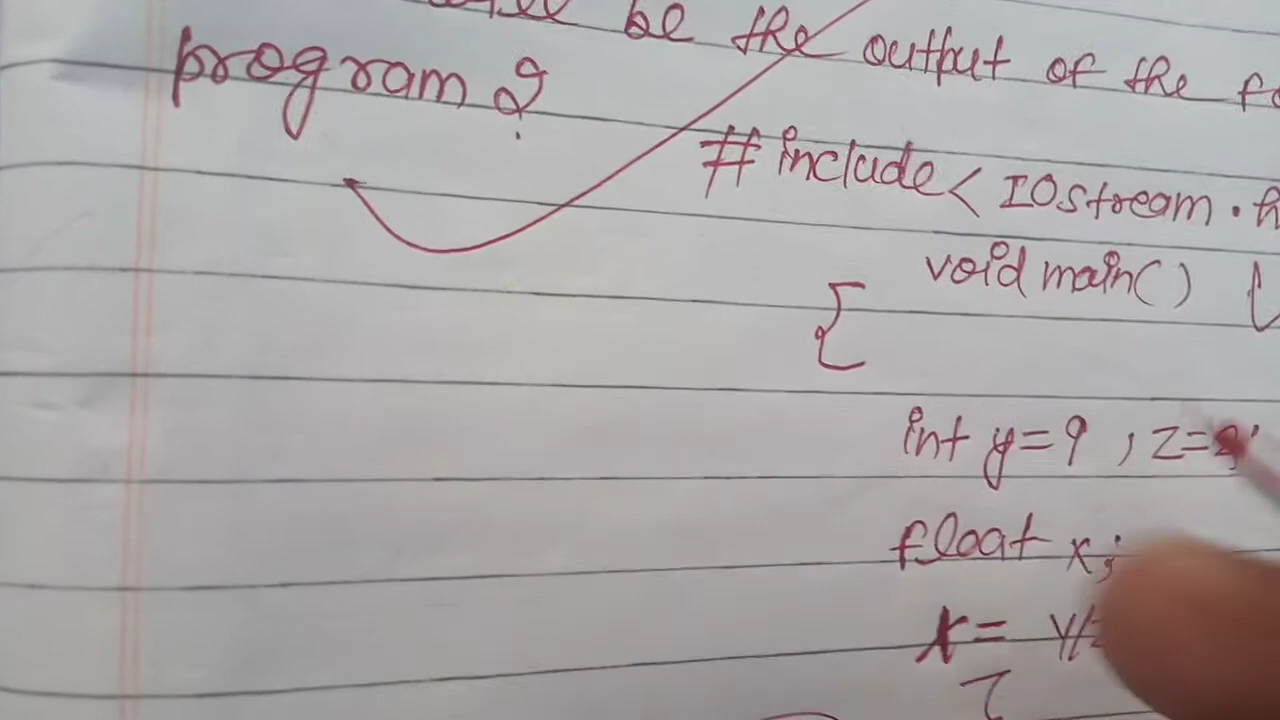 be the output of the
program ?
#include< IOstream.h
void main() {
{
int y=9 , z=
float x;
x= y/